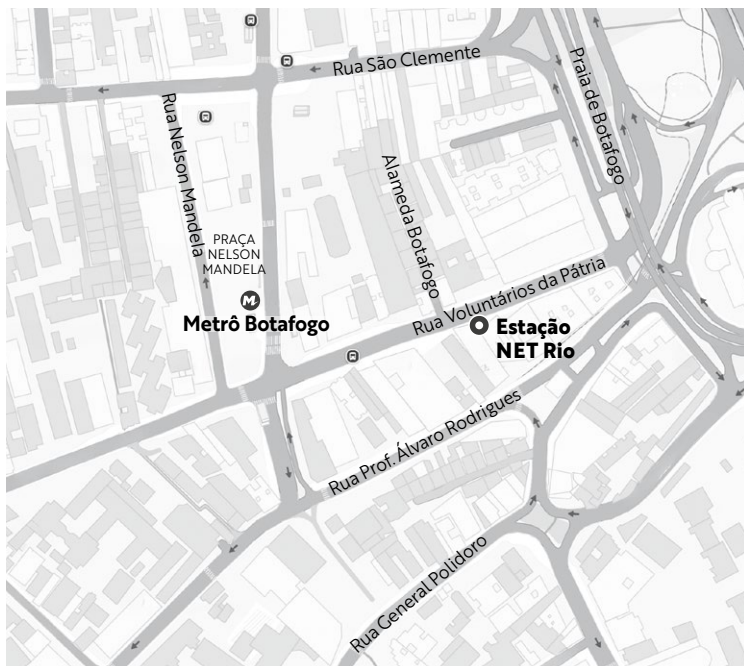 Rua São Clemente
Praia de Botafogo
Rua Nelson Mandela
Alameda Botafogo
PRAÇA
NELSON
MANDELA
Metrô Botafogo
Rua Voluntários da Pátria
Estação
NET Rio
Rua Prof. Álvaro Rodrigues
Rua General Polidoro